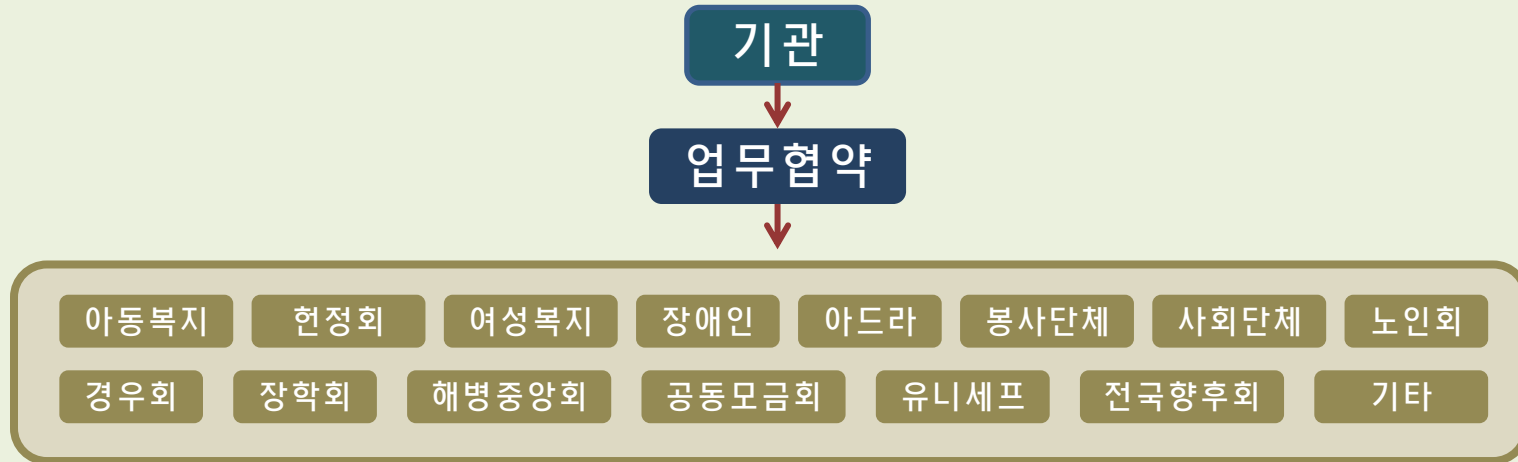 기관
업무협약
아동복지 헌정회 여성복지 장애인 아드라 봉사단체 사회단체 노인회
경우회 장학회 해병중앙회 공동모금회 유니세프 전국향후회 기타